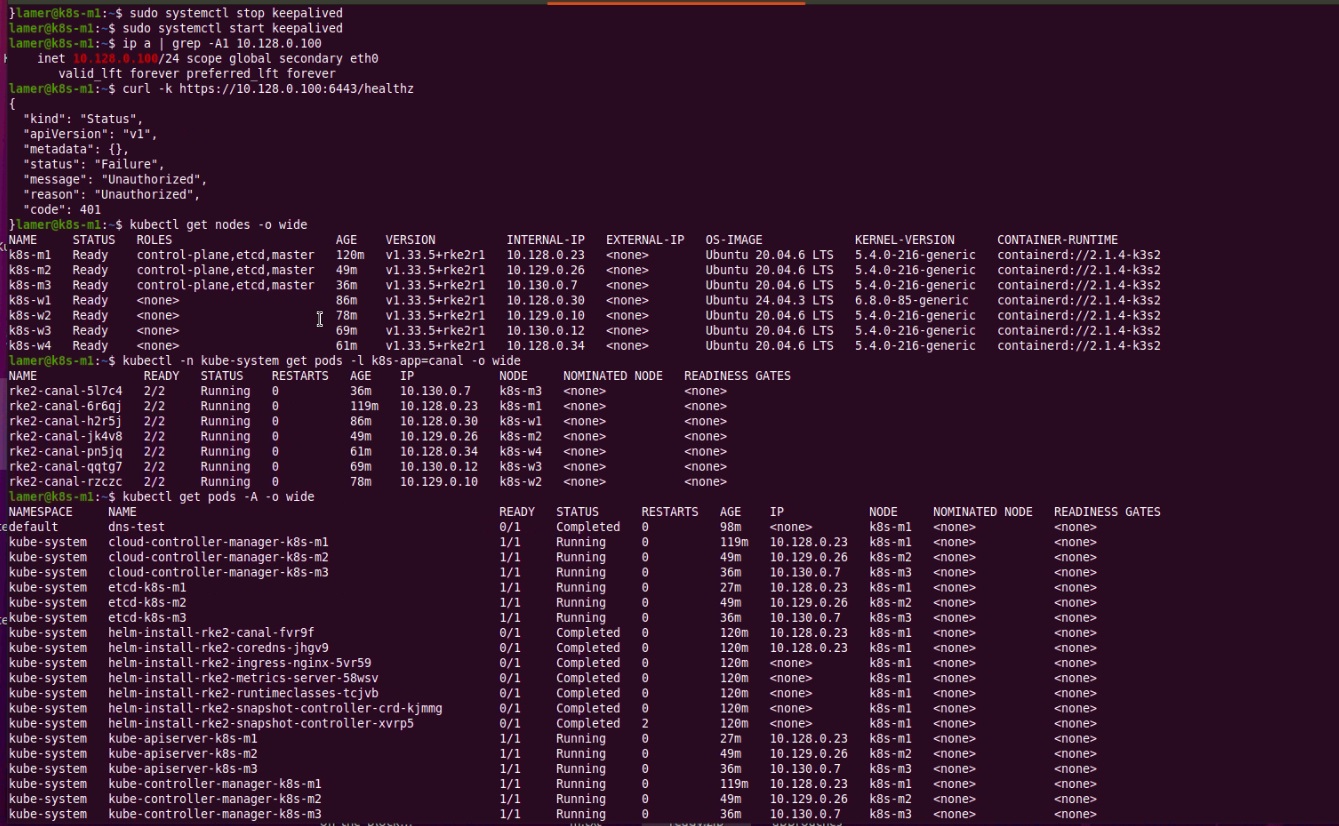 }lamer@k8s-m1:~$ sudo systemctl stop keepalived
lamer@k8s-m1:~$ sudo systemctl start keepalived
lamer@k8s-m1:~$ ip a | grep -A1 10.128.0.100
    inet 10.128.0.100/24 scope global secondary eth0
       valid_lft forever preferred_lft forever
lamer@k8s-m1:~$ curl -k https://10.128.0.100:6443/healthz
{
  "kind": "Status",
  "apiVersion": "v1",
  "metadata": {},
  "status": "Failure",
  "message": "Unauthorized",
  "reason": "Unauthorized",
  "code": 401
}lamer@k8s-m1:~$ kubectl get nodes -o wide
NAME     STATUS   ROLES                       AGE    VERSION          INTERNAL-IP   EXTERNAL-IP   OS-IMAGE             KERNEL-VERSION      CONTAINER-RUNTIME
k8s-m1   Ready    control-plane,etcd,master   120m   v1.33.5+rke2r1   10.128.0.23   <none>        Ubuntu 20.04.6 LTS   5.4.0-216-generic   containerd://2.1.4-k3s2
k8s-m2   Ready    control-plane,etcd,master   49m    v1.33.5+rke2r1   10.129.0.26   <none>        Ubuntu 20.04.6 LTS   5.4.0-216-generic   containerd://2.1.4-k3s2
k8s-m3   Ready    control-plane,etcd,master   36m    v1.33.5+rke2r1   10.130.0.7    <none>        Ubuntu 20.04.6 LTS   5.4.0-216-generic   containerd://2.1.4-k3s2
k8s-w1   Ready    <none>                      86m    v1.33.5+rke2r1   10.128.0.30   <none>        Ubuntu 24.04.3 LTS   6.8.0-85-generic    containerd://2.1.4-k3s2
k8s-w2   Ready    <none>                      78m    v1.33.5+rke2r1   10.129.0.10   <none>        Ubuntu 20.04.6 LTS   5.4.0-216-generic   containerd://2.1.4-k3s2
k8s-w3   Ready    <none>                      69m    v1.33.5+rke2r1   10.130.0.12   <none>        Ubuntu 20.04.6 LTS   5.4.0-216-generic   containerd://2.1.4-k3s2
k8s-w4   Ready    <none>                      61m    v1.33.5+rke2r1   10.128.0.34   <none>        Ubuntu 20.04.6 LTS   5.4.0-216-generic   containerd://2.1.4-k3s2
lamer@k8s-m1:~$ kubectl -n kube-system get pods -l k8s-app=canal -o wide
NAME               READY   STATUS    RESTARTS   AGE    IP            NODE     NOMINATED NODE   READINESS GATES
rke2-canal-5l7c4   2/2     Running   0          36m    10.130.0.7    k8s-m3   <none>           <none>
rke2-canal-6r6qj   2/2     Running   0          119m   10.128.0.23   k8s-m1   <none>           <none>
rke2-canal-h2r5j   2/2     Running   0          86m    10.128.0.30   k8s-w1   <none>           <none>
rke2-canal-jk4v8   2/2     Running   0          49m    10.129.0.26   k8s-m2   <none>           <none>
rke2-canal-pn5jq   2/2     Running   0          61m    10.128.0.34   k8s-w4   <none>           <none>
rke2-canal-qqtg7   2/2     Running   0          69m    10.130.0.12   k8s-w3   <none>           <none>
rke2-canal-rzczc   2/2     Running   0          78m    10.129.0.10   k8s-w2   <none>           <none>
lamer@k8s-m1:~$ kubectl get pods -A -o wide
NAMESPACE     NAME                                                   READY   STATUS      RESTARTS   AGE    IP            NODE     NOMINATED NODE   READINESS GATES
default       dns-test                                               0/1     Completed   0          98m    <none>        k8s-m1   <none>           <none>
kube-system   cloud-controller-manager-k8s-m1                        1/1     Running     0          119m   10.128.0.23   k8s-m1   <none>           <none>
kube-system   cloud-controller-manager-k8s-m2                        1/1     Running     0          49m    10.129.0.26   k8s-m2   <none>           <none>
kube-system   cloud-controller-manager-k8s-m3                        1/1     Running     0          36m    10.130.0.7    k8s-m3   <none>           <none>
kube-system   etcd-k8s-m1                                            1/1     Running     0          27m    10.128.0.23   k8s-m1   <none>           <none>
kube-system   etcd-k8s-m2                                            1/1     Running     0          49m    10.129.0.26   k8s-m2   <none>           <none>
kube-system   etcd-k8s-m3                                            1/1     Running     0          36m    10.130.0.7    k8s-m3   <none>           <none>
kube-system   helm-install-rke2-canal-fvr9f                          0/1     Completed   0          120m   10.128.0.23   k8s-m1   <none>           <none>
kube-system   helm-install-rke2-coredns-jhgv9                        0/1     Completed   0          120m   10.128.0.23   k8s-m1   <none>           <none>
kube-system   helm-install-rke2-ingress-nginx-5vr59                  0/1     Completed   0          120m   <none>        k8s-m1   <none>           <none>
kube-system   helm-install-rke2-metrics-server-58wsv                 0/1     Completed   0          120m   <none>        k8s-m1   <none>           <none>
kube-system   helm-install-rke2-runtimeclasses-tcjvb                 0/1     Completed   0          120m   <none>        k8s-m1   <none>           <none>
kube-system   helm-install-rke2-snapshot-controller-crd-kjmmg        0/1     Completed   0          120m   <none>        k8s-m1   <none>           <none>
kube-system   helm-install-rke2-snapshot-controller-xvrp5            0/1     Completed   2          120m   <none>        k8s-m1   <none>           <none>
kube-system   kube-apiserver-k8s-m1                                  1/1     Running     0          27m    10.128.0.23   k8s-m1   <none>           <none>
kube-system   kube-apiserver-k8s-m2                                  1/1     Running     0          49m    10.129.0.26   k8s-m2   <none>           <none>
kube-system   kube-apiserver-k8s-m3                                  1/1     Running     0          36m    10.130.0.7    k8s-m3   <none>           <none>
kube-system   kube-controller-manager-k8s-m1                         1/1     Running     0          119m   10.128.0.23   k8s-m1   <none>           <none>
kube-system   kube-controller-manager-k8s-m2                         1/1     Running     0          49m    10.129.0.26   k8s-m2   <none>           <none>
kube-system   kube-controller-manager-k8s-m3                         1/1     Running     0          36m    10.130.0.7    k8s-m3   <none>           <none>